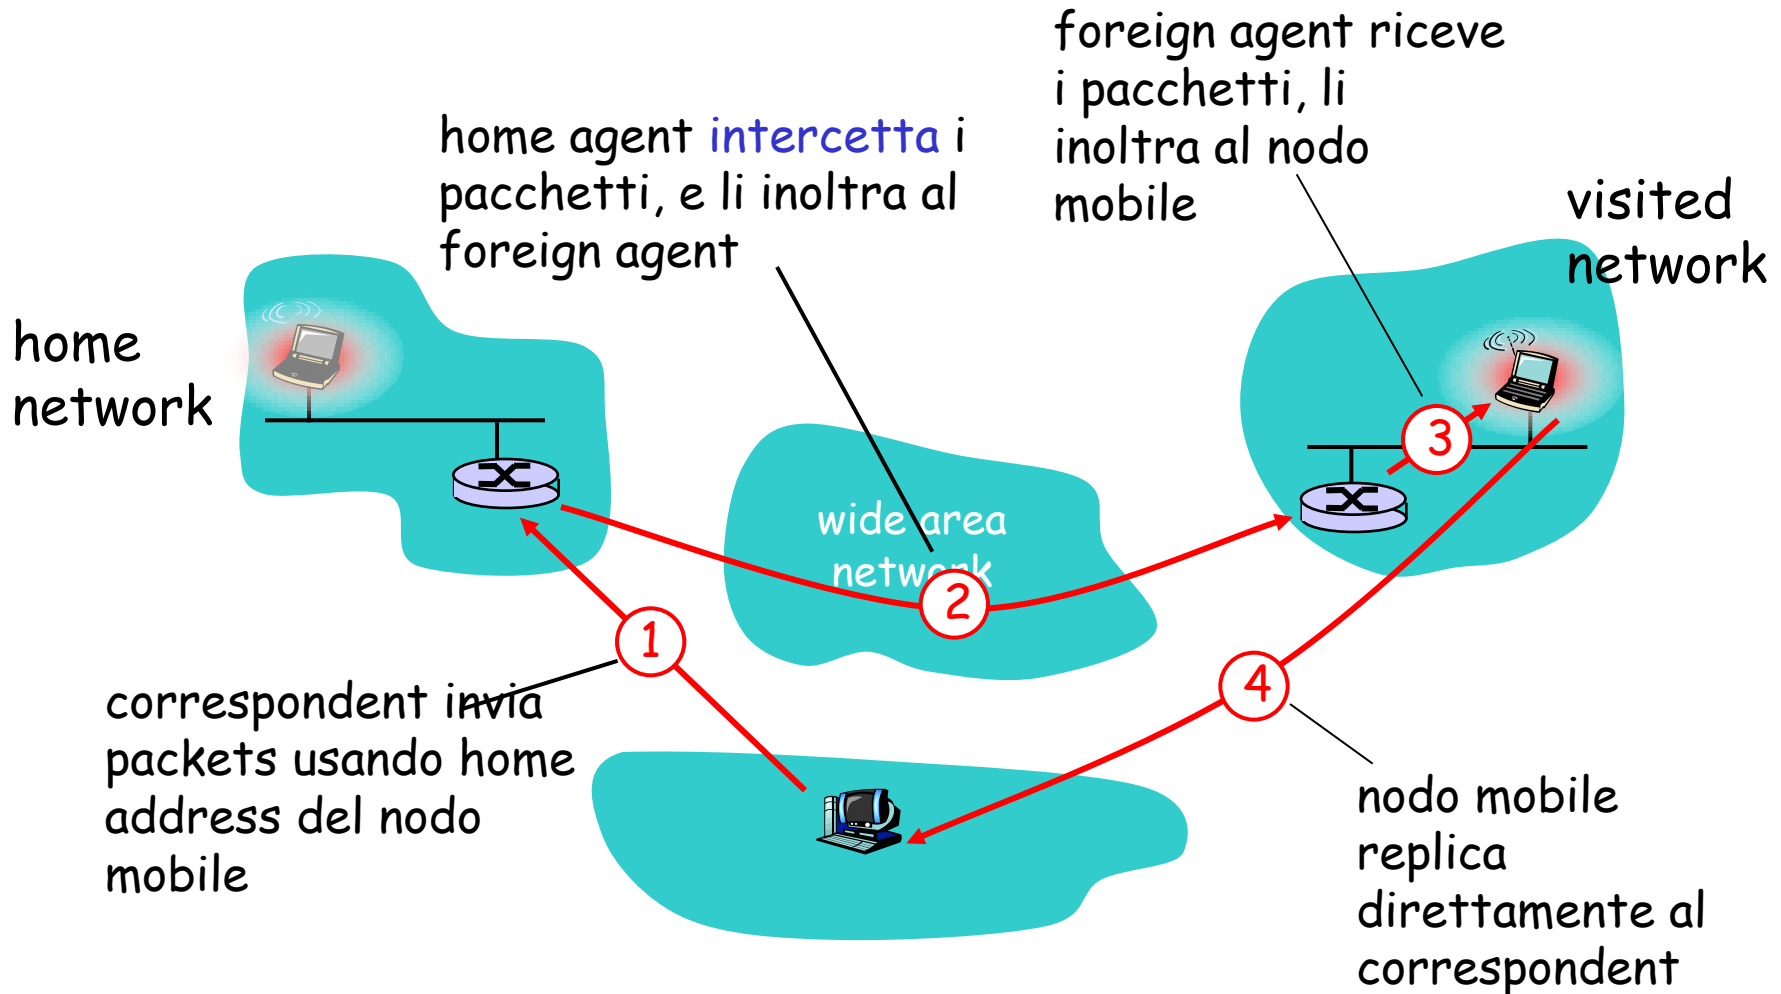 foreign agent riceve
i pacchetti, li
inoltra al nodo
mobile
home agent intercetta i
pacchetti, e li inoltra al
foreign agent
visited
network
home
network
3
wide area
network
2
1
4
correspondent invia
packets usando home
address del nodo
mobile
nodo mobile
replica
direttamente al
correspondent